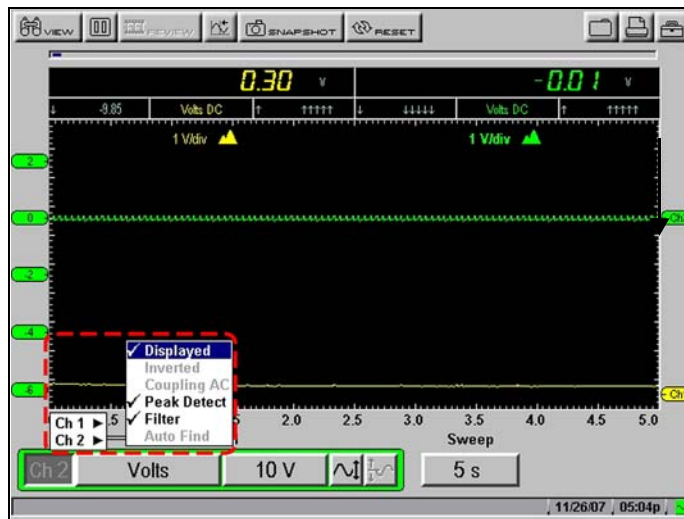 VIEW REVIEW SNAPSHOT RESET
0.30 V -0.01 V
↓ -9.85 Volts DC ↑ ↑↑↑↑↑ ↓ ↓↓↓↓↓ Volts DC ↑ ↑↑↑↑↑
1 V/div 1 V/div
2
0 Ch
-2
-4
Displayed
Inverted
Coupling AC
-6 Peak Detect Ch
Ch 1 ▶ .5 Filter 5 2.0 2.5 3.0 3.5 4.0 4.5 5.0
Ch 2 ▶ Auto Find Sweep
Ch 2 Volts 10 V 5 s
11/26/07 05:04p